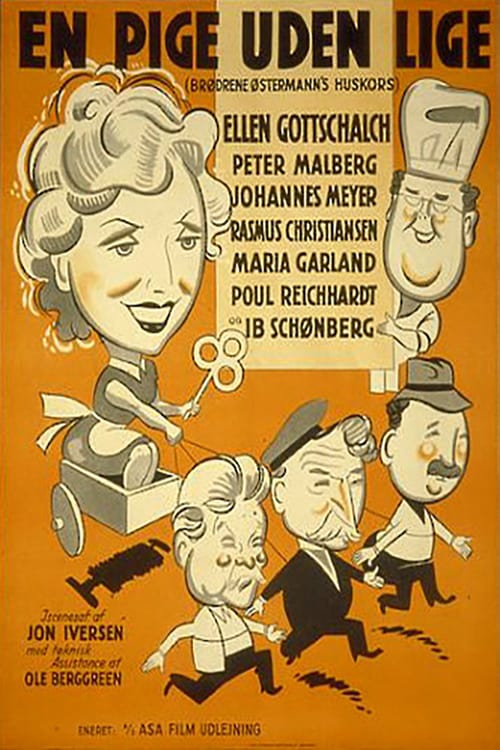 EN PIGE UDEN LIGE
(BRØDRENE ØSTERMANN'S HUSKORS)
ELLEN GOTTSCHALCH
PETER MALBERG
JOHANNES MEYER
RASMUS CHRISTIANSEN
MARIA GARLAND
POUL REICHHARDT
OG IB SCHØNBERG
Iscenesat af
JON IVERSEN
med teknisk
Assistance af
OLE BERGGREEN
ENERET: A/S ASA FILM UDLEJNING